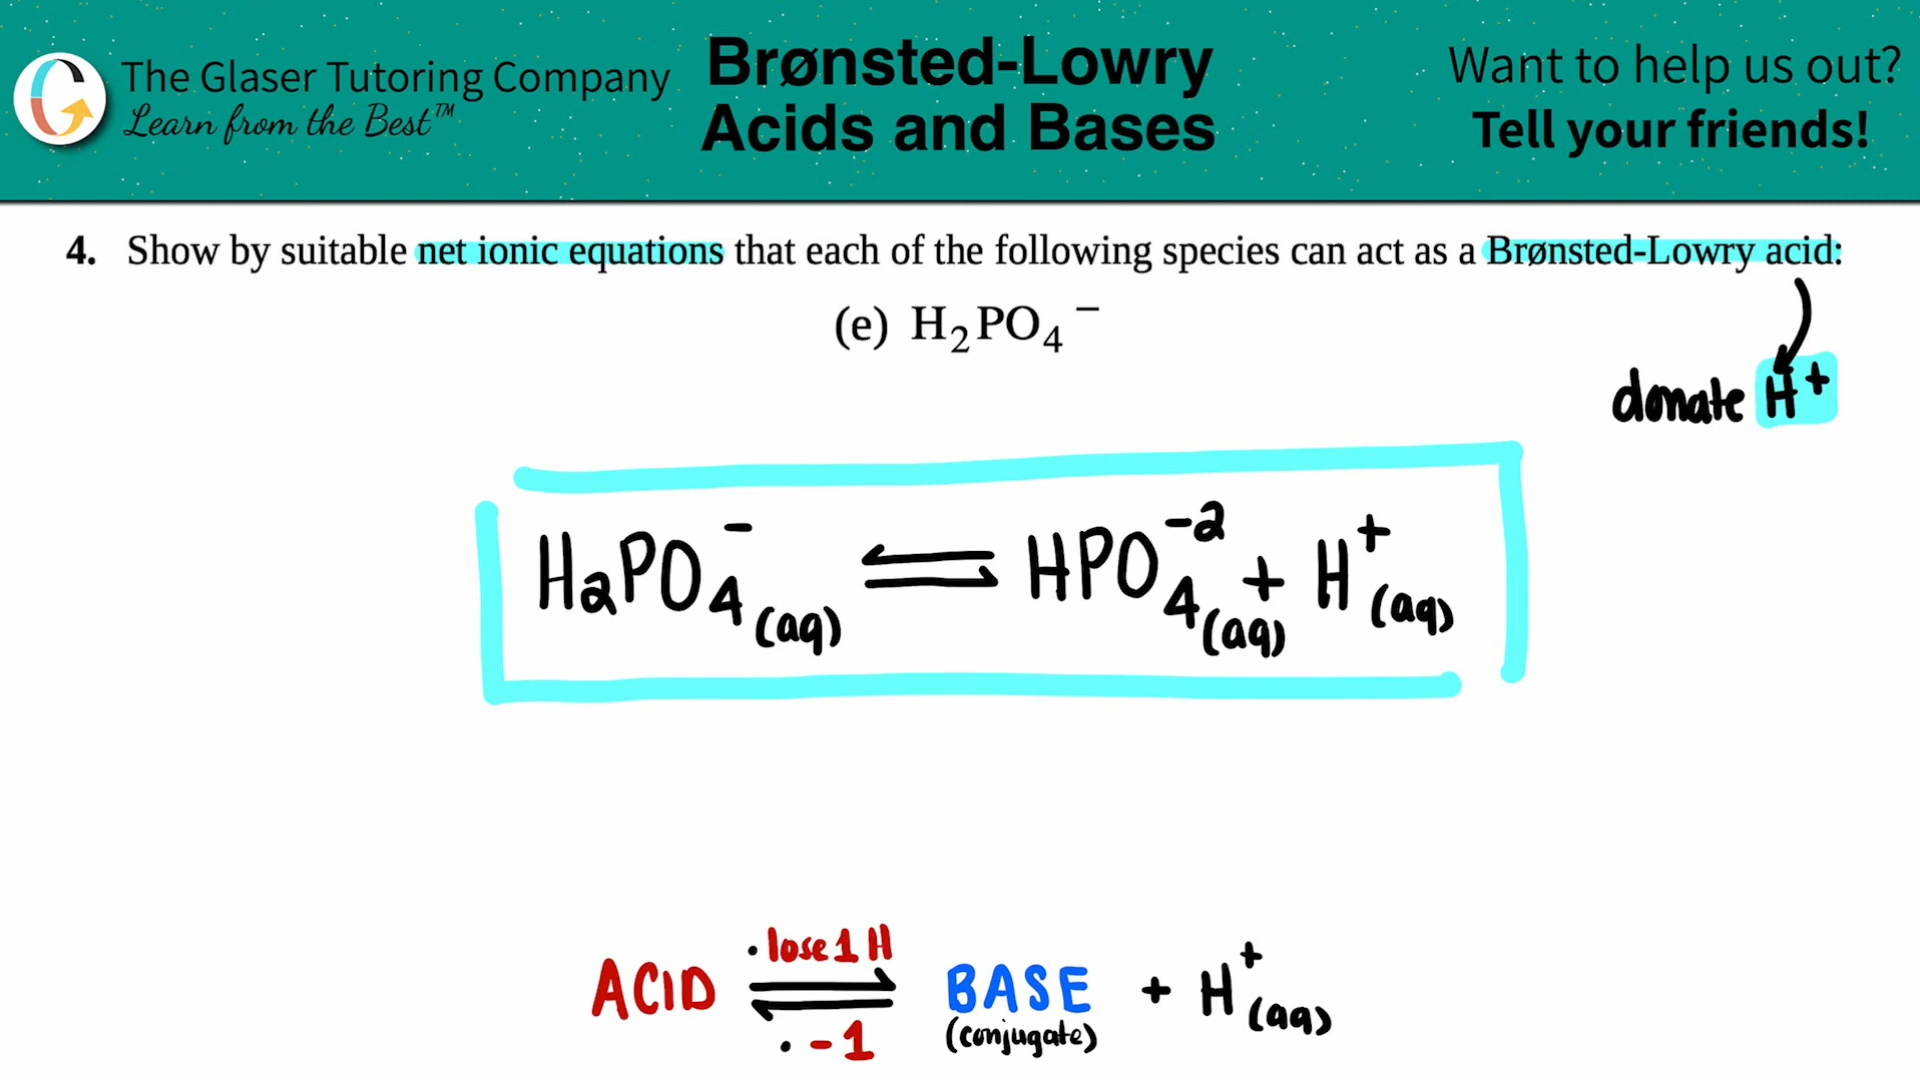 The Glaser Tutoring Company
Learn from the Best™
Brønsted-Lowry
Acids and Bases
Want to help us out?
Tell your friends!
4. Show by suitable net ionic equations that each of the following species can act as a Brønsted-Lowry acid:
(e) H₂PO₄⁻
donate H⁺
H₂PO₄⁻(aq) ⇌ HPO₄⁻²(aq) + H⁺(aq)
· lose 1 H
ACID ⇌ BASE + H⁺(aq)
(conjugate)
· -1